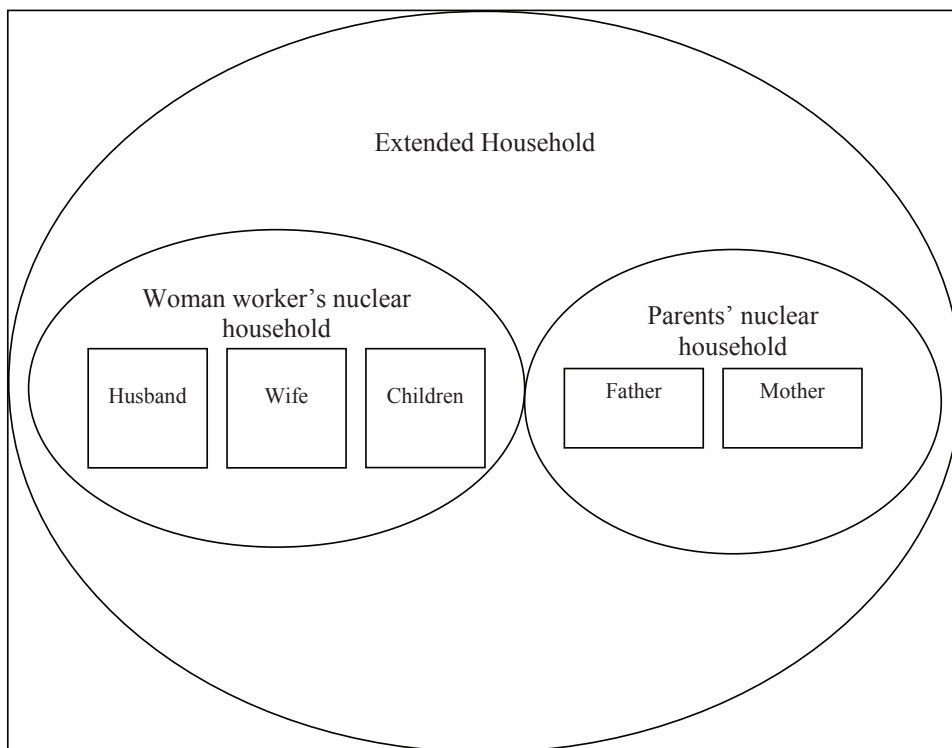 Extended Household
Woman worker’s nuclear
household
Husband
Wife
Children
Parents’ nuclear
household
Father
Mother